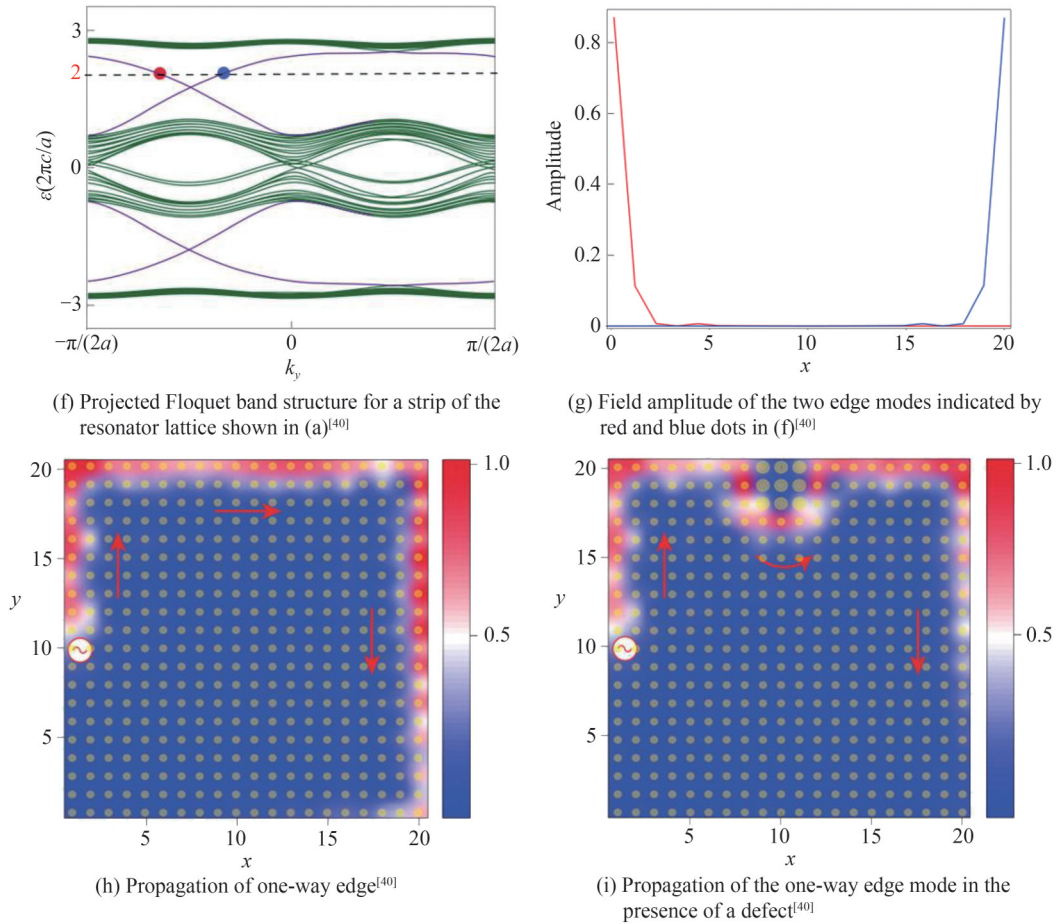 3
2
0
−3
ε(2πc/a)
−π/(2a)
0
π/(2a)
k_y
(f) Projected Floquet band structure for a strip of the
resonator lattice shown in (a)[40]
0.8
0.6
0.4
0.2
0
Amplitude
0
5
10
15
20
x
(g) Field amplitude of the two edge modes indicated by
red and blue dots in (f)[40]
20
15
10
5
y
5
10
15
20
x
1.0
0.5
(h) Propagation of one-way edge[40]
20
15
10
5
y
5
10
15
20
x
1.0
0.5
(i) Propagation of the one-way edge mode in the
presence of a defect[40]